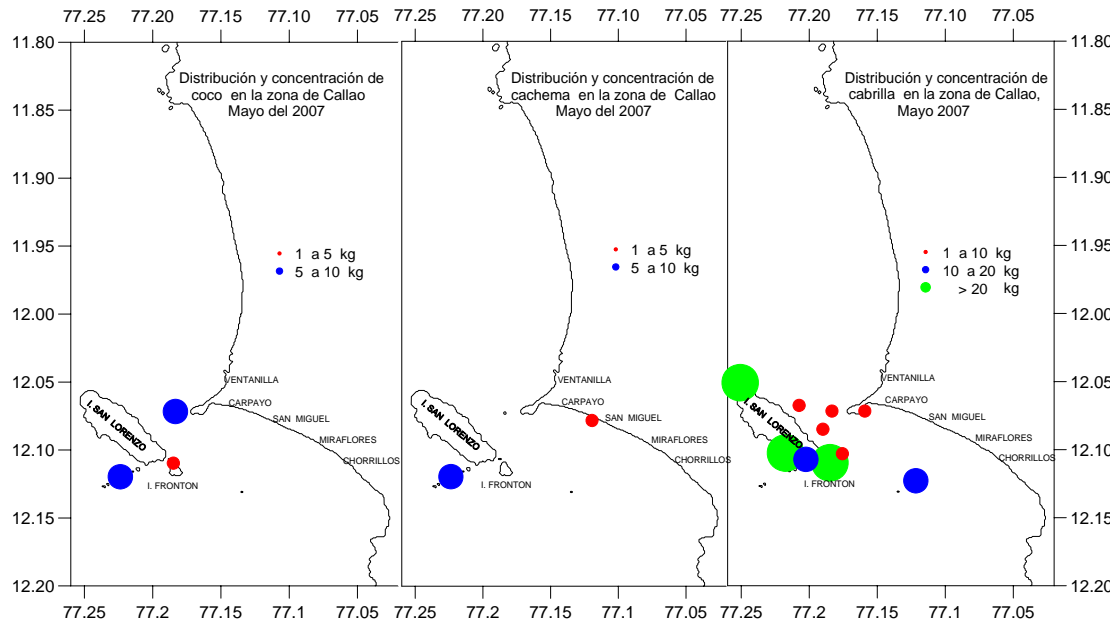 77.25 77.20 77.15 77.10 77.05 77.25 77.20 77.15 77.10 77.05 77.25 77.20 77.15 77.10 77.05
11.80
11.85
11.90
11.95
12.00
12.05
12.10
12.15
12.20
Distribución y concentración de
coco en la zona de Callao
Mayo del 2007
1 a 5 kg
5 a 10 kg
VENTANILLA
CARPAYO
SAN MIGUEL
MIRAFLORES
CHORRILLOS
I. SAN LORENZO
I. FRONTON
Distribución y concentración de
cachema en la zona de Callao
Mayo del 2007
1 a 5 kg
5 a 10 kg
VENTANILLA
CARPAYO
SAN MIGUEL
MIRAFLORES
CHORRILLOS
I. SAN LORENZO
I. FRONTON
Distribución y concentración de
cabrilla en la zona de Callao,
Mayo 2007
1 a 10 kg
10 a 20 kg
> 20 kg
VENTANILLA
CARPAYO
SAN MIGUEL
MIRAFLORES
CHORRILLOS
I. SAN LORENZO
I. FRONTON
11.80
11.85
11.90
11.95
12.00
12.05
12.10
12.15
12.20
77.25 77.2 77.15 77.1 77.05 77.25 77.2 77.15 77.1 77.05 77.25 77.2 77.15 77.1 77.05